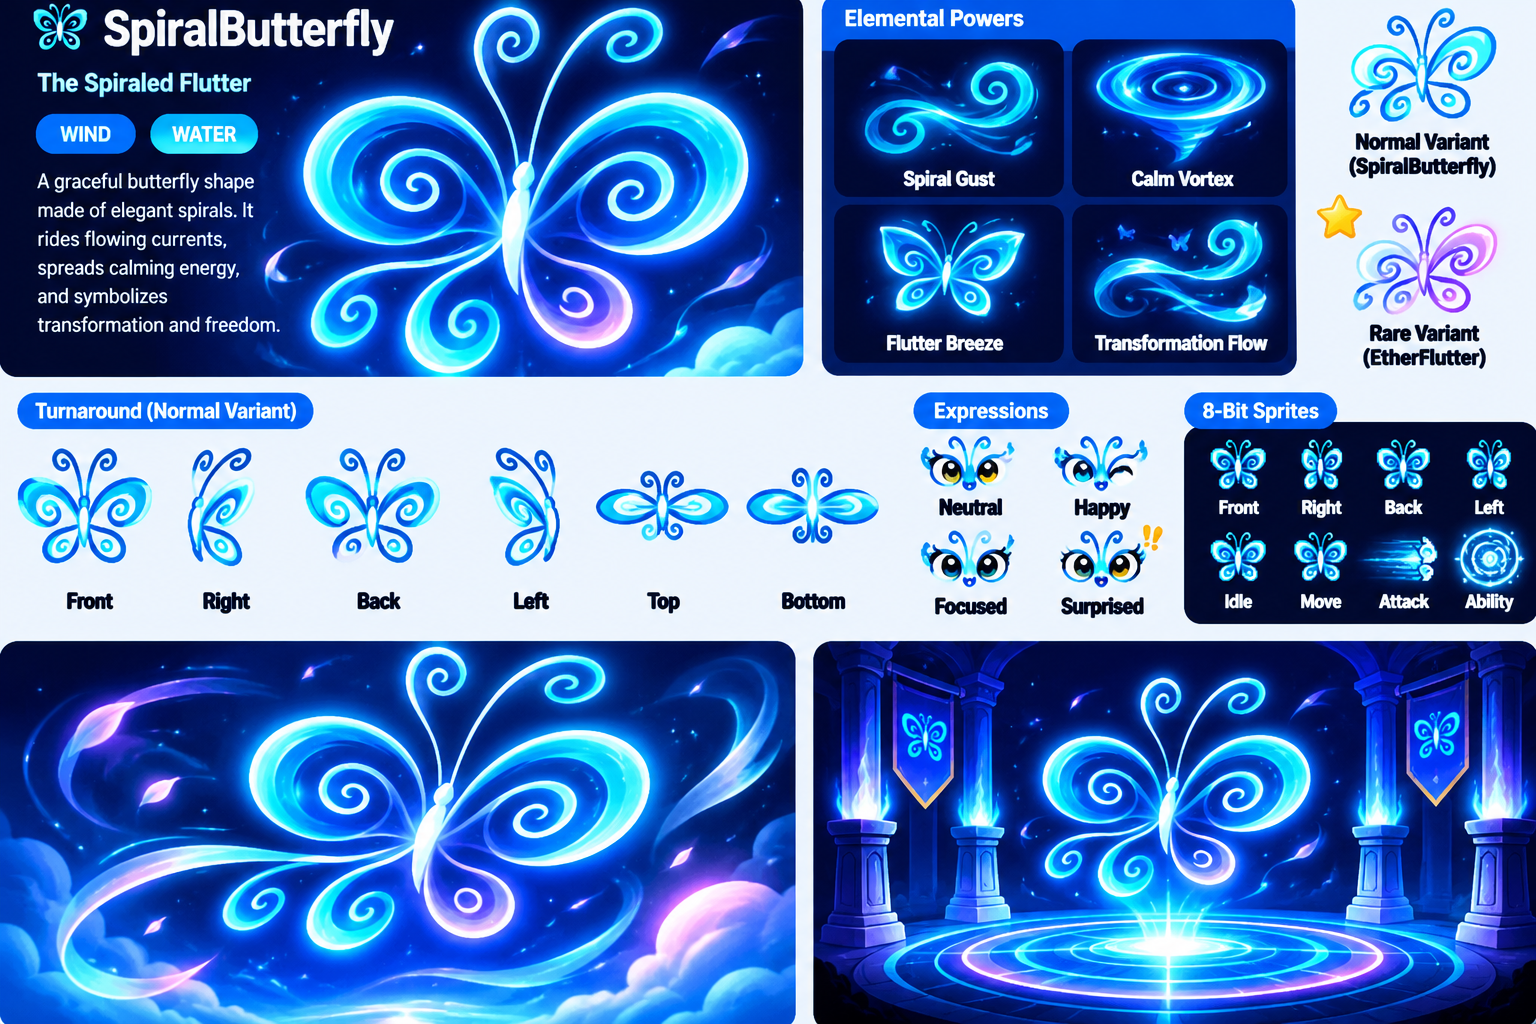 SpiralButterfly
The Spiraled Flutter
WIND
WATER
A graceful butterfly shape
made of elegant spirals. It
rides flowing currents,
spreads calming energy,
and symbolizes
transformation and freedom.
Elemental Powers
Spiral Gust
Calm Vortex
Flutter Breeze
Transformation Flow
Normal Variant
(SpiralButterfly)
Rare Variant
(EtherFlutter)
Turnaround (Normal Variant)
Front
Right
Back
Left
Top
Bottom
Expressions
Neutral
Happy
!!
Focused
Surprised
8-Bit Sprites
Front
Right
Back
Left
Idle
Move
Attack
Ability